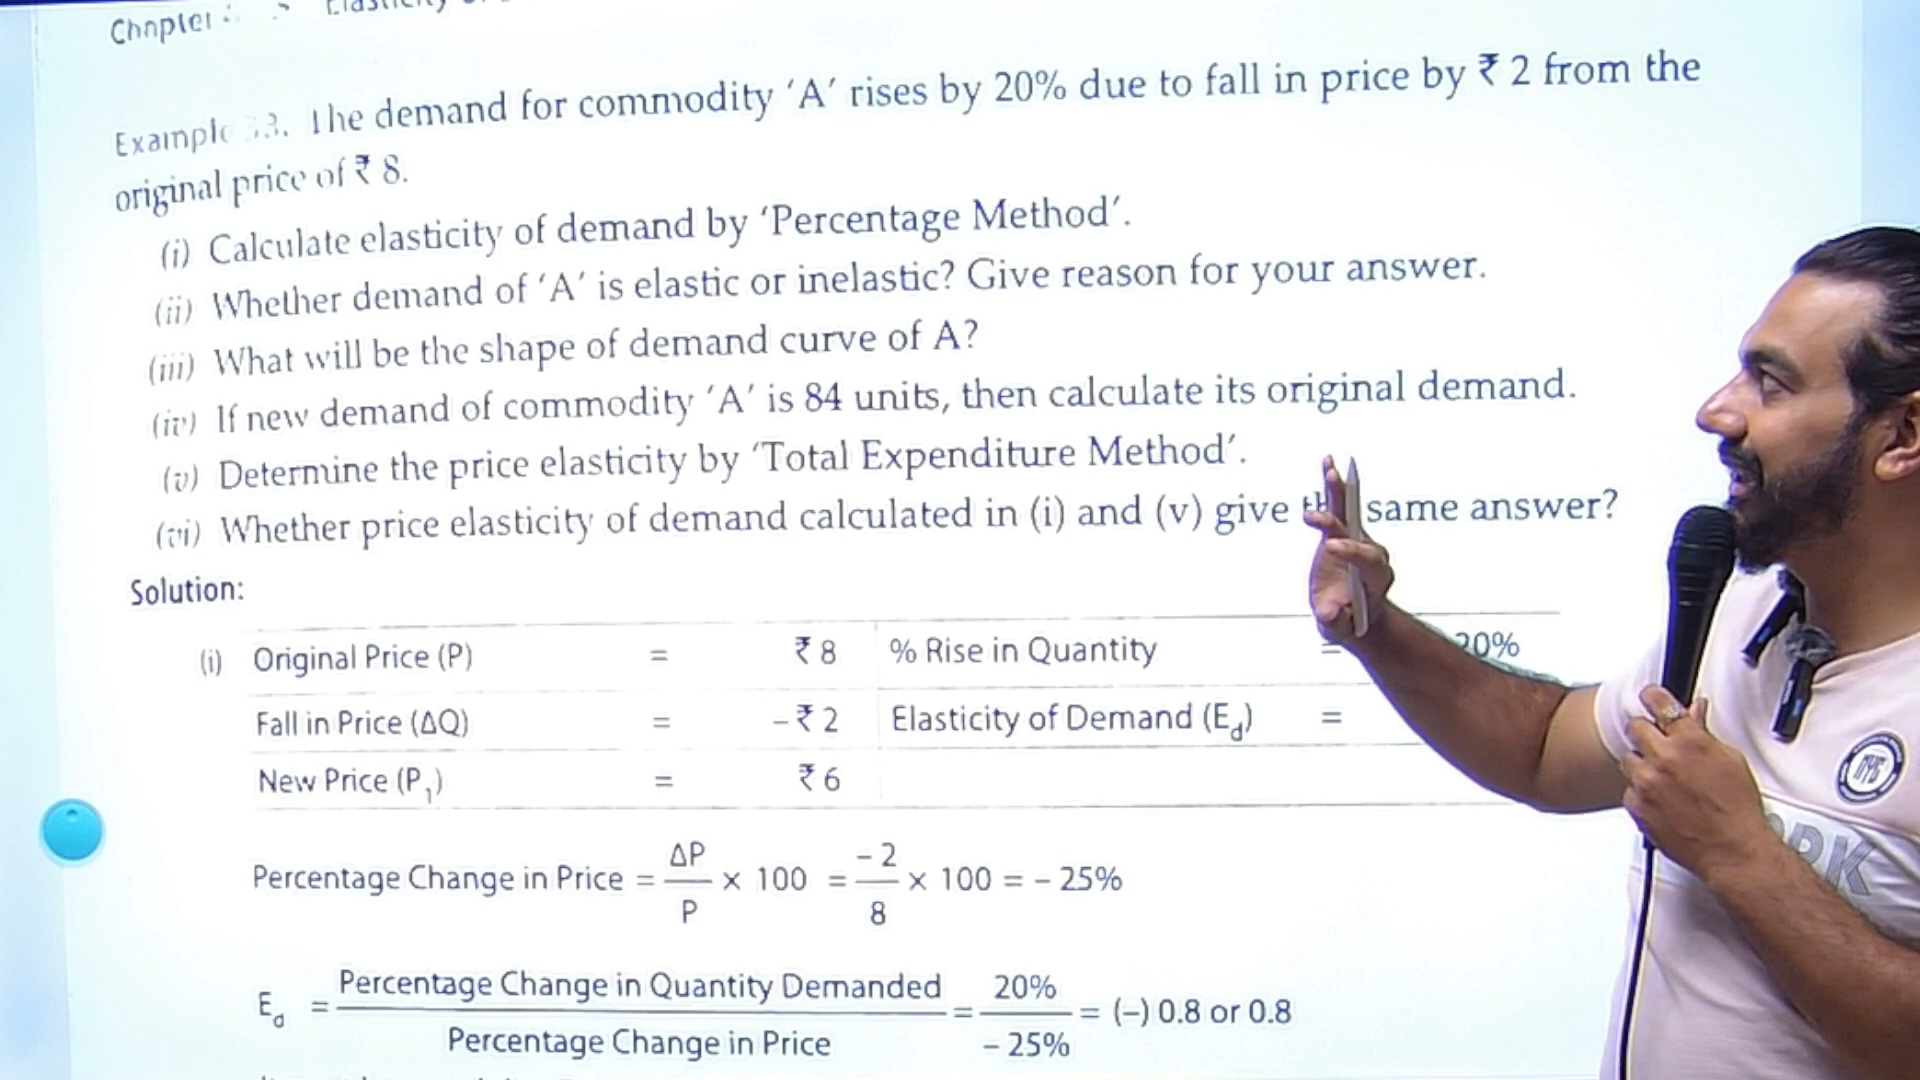 Chapter
Example 33. The demand for commodity ‘A’ rises by 20% due to fall in price by ₹ 2 from the
original price of ₹ 8.
(i) Calculate elasticity of demand by ‘Percentage Method’.
(ii) Whether demand of ‘A’ is elastic or inelastic? Give reason for your answer.
(iii) What will be the shape of demand curve of A?
(iv) If new demand of commodity ‘A’ is 84 units, then calculate its original demand.
(v) Determine the price elasticity by ‘Total Expenditure Method’.
(vi) Whether price elasticity of demand calculated in (i) and (v) give same answer?
Solution:
(i) Original Price (P) = ₹ 8 % Rise in Quantity = 20%
Fall in Price (ΔQ) = – ₹ 2 Elasticity of Demand (Ed) =
New Price (P1) = ₹ 6
Percentage Change in Price = ΔP/P × 100 = – 2/8 × 100 = – 25%
Ed = Percentage Change in Quantity Demanded/Percentage Change in Price = 20%/– 25% = (–) 0.8 or 0.8